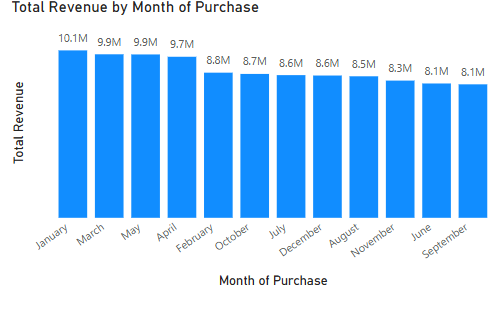 Total Revenue by Month of Purchase
10.1M
9.9M
9.9M
9.7M
8.8M
8.7M
8.6M
8.6M
8.5M
8.3M
8.1M
8.1M
Total Revenue
January
March
May
April
February
October
July
December
August
November
June
September
Month of Purchase